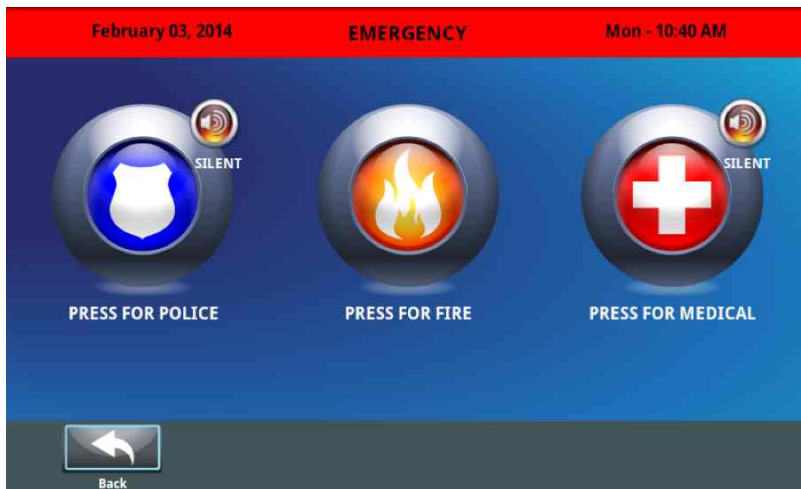 February 03, 2014 EMERGENCY Mon - 10:40 AM
SILENT SILENT
PRESS FOR POLICE PRESS FOR FIRE PRESS FOR MEDICAL
Back